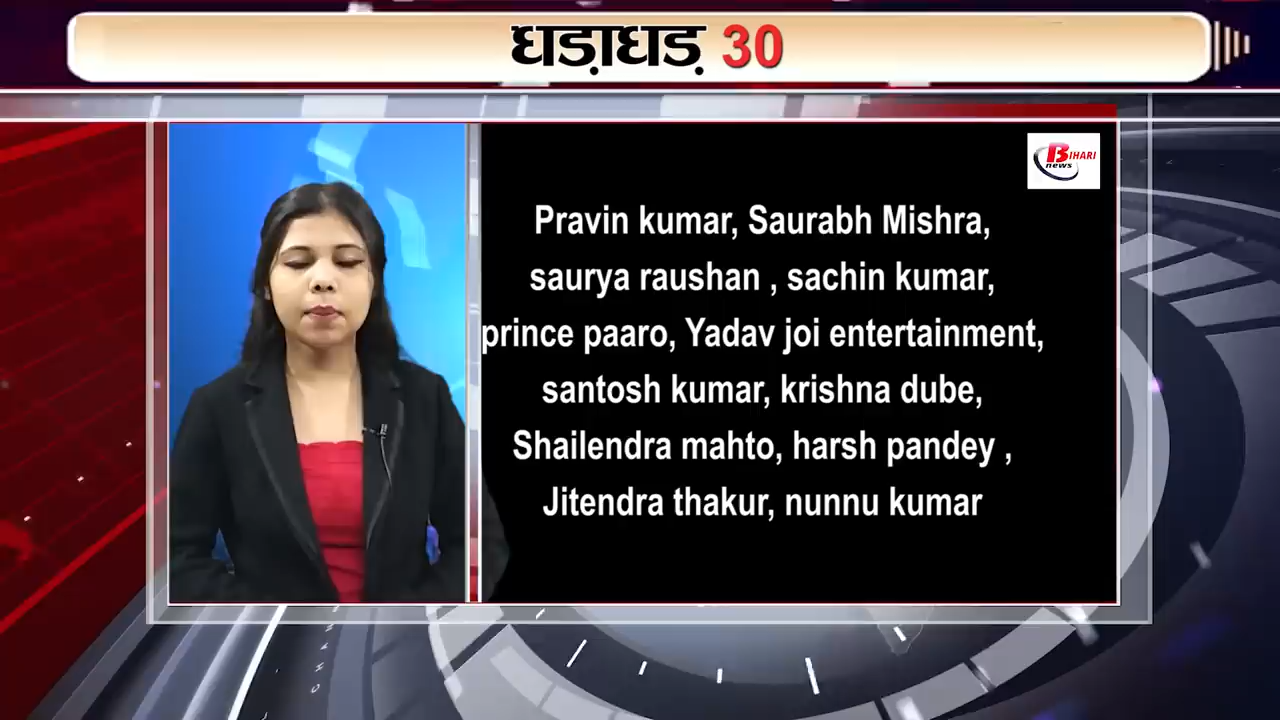 धड़ाधड़ 30
BIHARI
news
Pravin kumar, Saurabh Mishra,
saurya raushan , sachin kumar,
prince paaro, Yadav joi entertainment,
santosh kumar, krishna dube,
Shailendra mahto, harsh pandey ,
Jitendra thakur, nunnu kumar